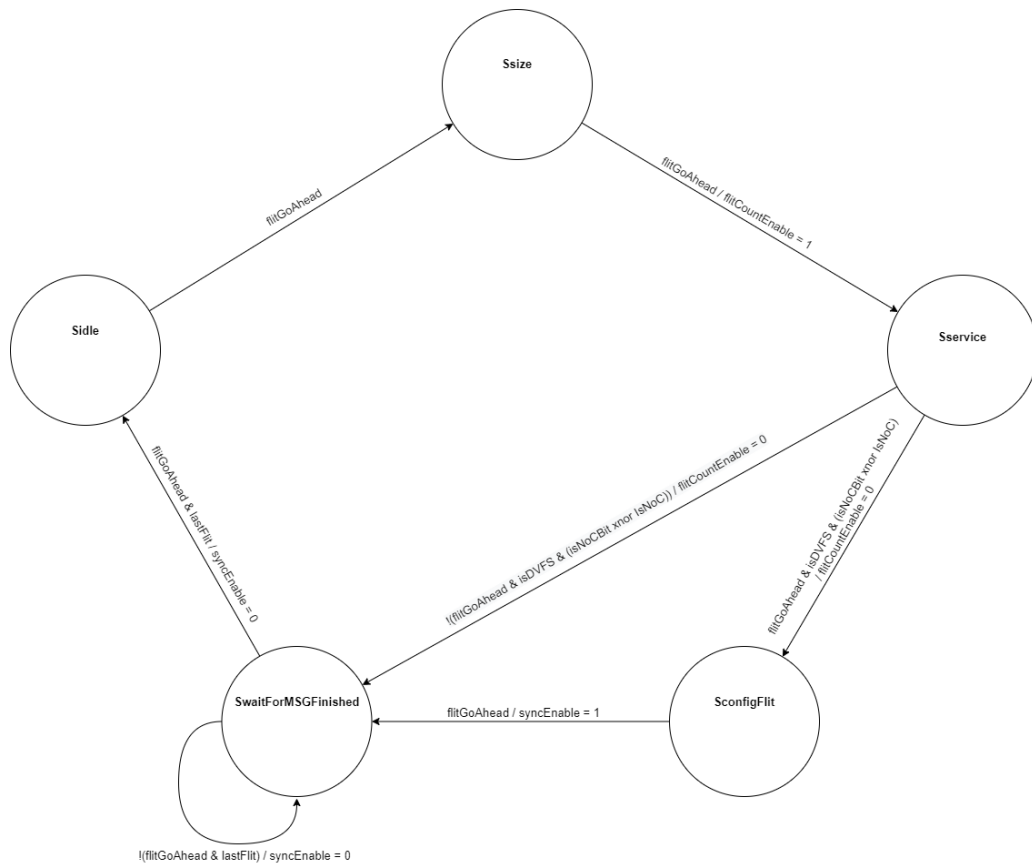 Ssize
flitGoAhead
flitGoAhead / flitCountEnable = 1
Sidle
Sservice
flitGoAhead & lastFlit / syncEnable = 0
!(flitGoAhead & isDVFS & (isNoCBit xnor IsNoC)) / flitCountEnable = 0
flitGoAhead & isDVFS & (isNoCBit xnor IsNoC)
/ flitCountEnable = 0
SwaitForMSGFinished
SconfigFlit
flitGoAhead / syncEnable = 1
!(flitGoAhead & lastFlit) / syncEnable = 0